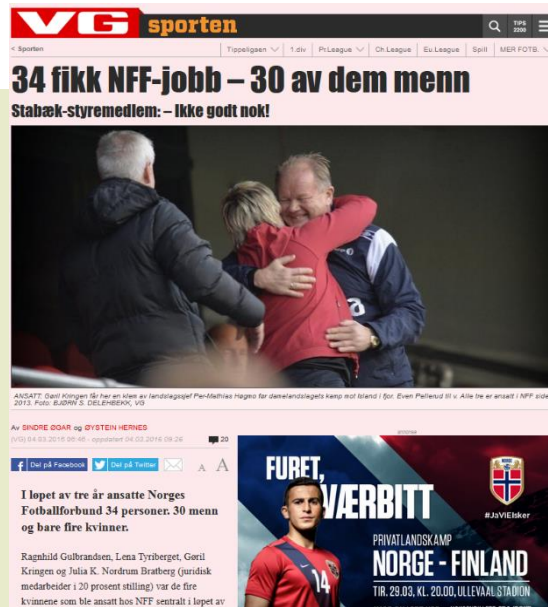 VG sporten
TIPS
2200
< Sporten
Tippeligaen
1.div
Pr.League
Ch.League
Eu.League
Spill
MER FOTB.
34 fikk NFF-jobb – 30 av dem menn
Stabæk-styremedlem: – Ikke godt nok!
ANSATT: Gøril Kringen får her en klem av landslagssjef Per-Mathias Høgmo før damelandslagets kamp mot Island i fjor. Even Pellerud til v. Alle tre er ansatt i NFF side
2013. Foto: BJØRN S. DELEBEKK, VG
Av SINDRE ØGAR og ØYSTEIN HERNES
(VG) 04.03.2016 06:46 - oppdatert 04.03.2016 09:26
20
annonse
Del på Facebook
Del på Twitter
A A
I løpet av tre år ansatte Norges
Fotballforbund 34 personer. 30 menn
og bare fire kvinner.
Ragnhild Gulbrandsen, Lena Tyriberget, Gøril
Kringen og Julia K. Nordrum Bratberg (juridisk
medarbeider i 20 prosent stilling) var de fire
kvinnene som ble ansatt hos NFF sentralt i løpet av
FURET,
VÆRBITT
#JaViElsker
14
PRIVATLANDSKAMP
NORGE - FINLAND
TIR. 29.03, KL. 20.00, ULLEVAAL STADION